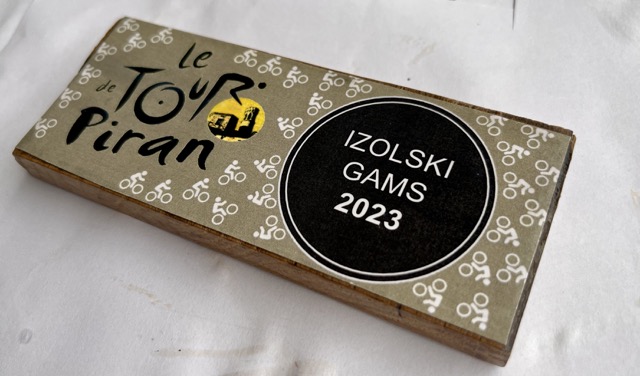 le
de TOUR
Piran
IZOLSKI
GAMS
2023